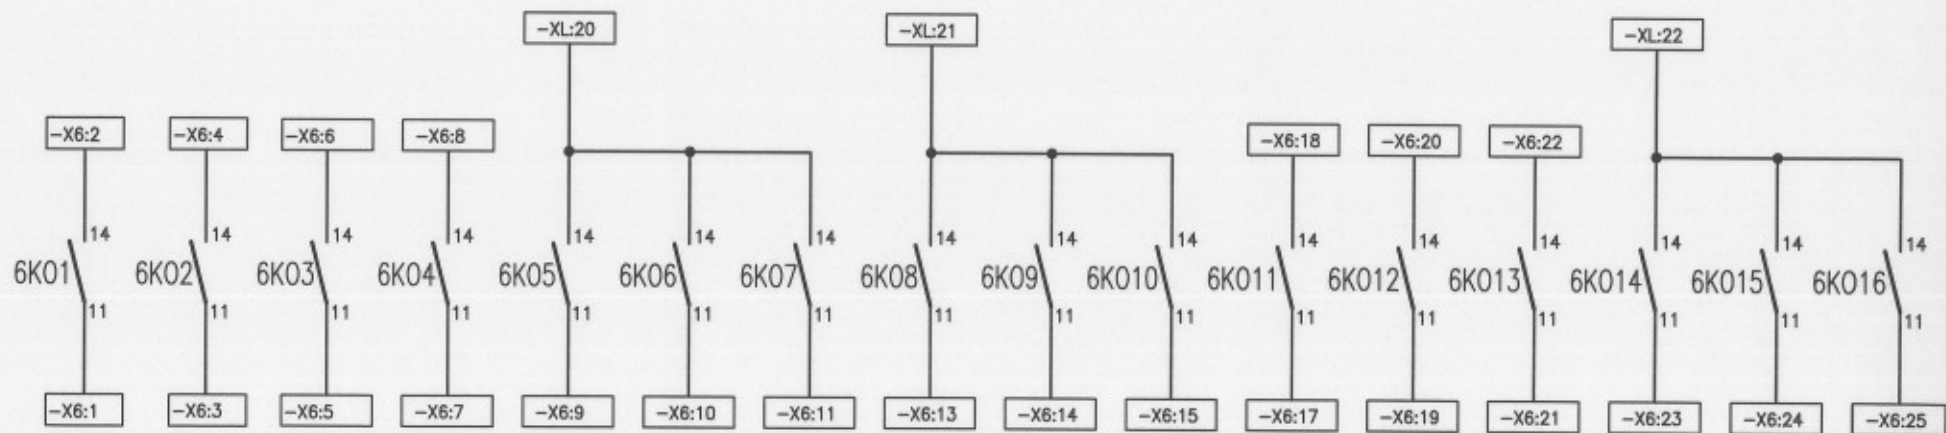 -XL:20 -XL:21 -XL:22
-X6:2 -X6:4 -X6:6 -X6:8 -X6:18 -X6:20 -X6:22
14 14 14 14 14 14 14 14 14 14 14 14 14 14 14 14
6K01 6K02 6K03 6K04 6K05 6K06 6K07 6K08 6K09 6K010 6K011 6K012 6K013 6K014 6K015 6K016
11 11 11 11 11 11 11 11 11 11 11 11 11 11 11 11
-X6:1 -X6:3 -X6:5 -X6:7 -X6:9 -X6:10 -X6:11 -X6:13 -X6:14 -X6:15 -X6:17 -X6:19 -X6:21 -X6:23 -X6:24 -X6:25